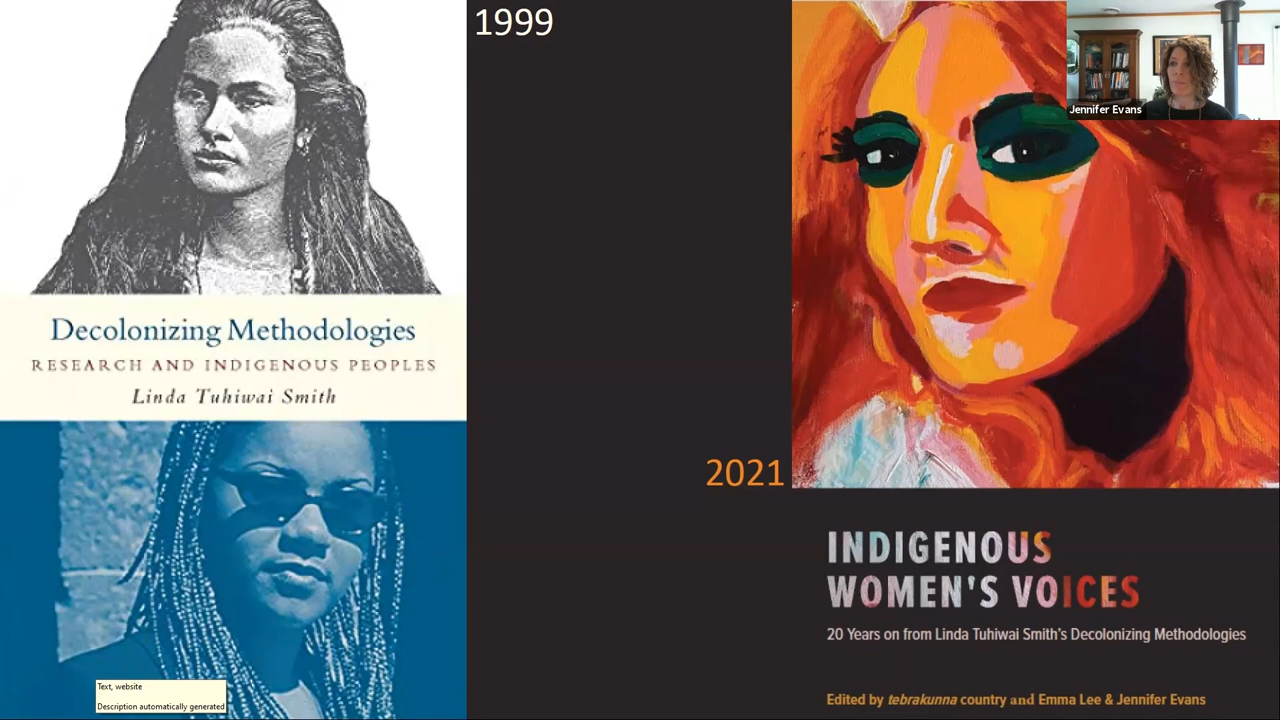 1999
Jennifer Evans
Decolonizing Methodologies
RESEARCH AND INDIGENOUS PEOPLES
Linda Tuhiwai Smith
2021
INDIGENOUS
WOMEN'S VOICES
20 Years on from Linda Tuhiwai Smith's Decolonizing Methodologies
Text, website
Description automatically generated
Edited by tebrakunna country and Emma Lee & Jennifer Evans